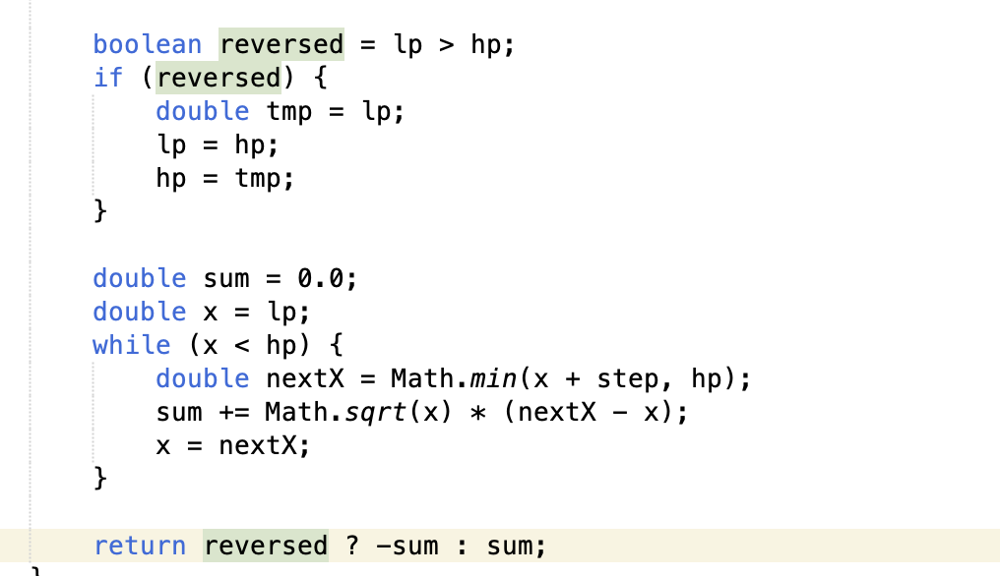 boolean reversed = lp > hp;
if (reversed) {
double tmp = lp;
lp = hp;
hp = tmp;
}
double sum = 0.0;
double x = lp;
while (x < hp) {
double nextX = Math.min(x + step, hp);
sum += Math.sqrt(x) * (nextX - x);
x = nextX;
}
return reversed ? -sum : sum;
}